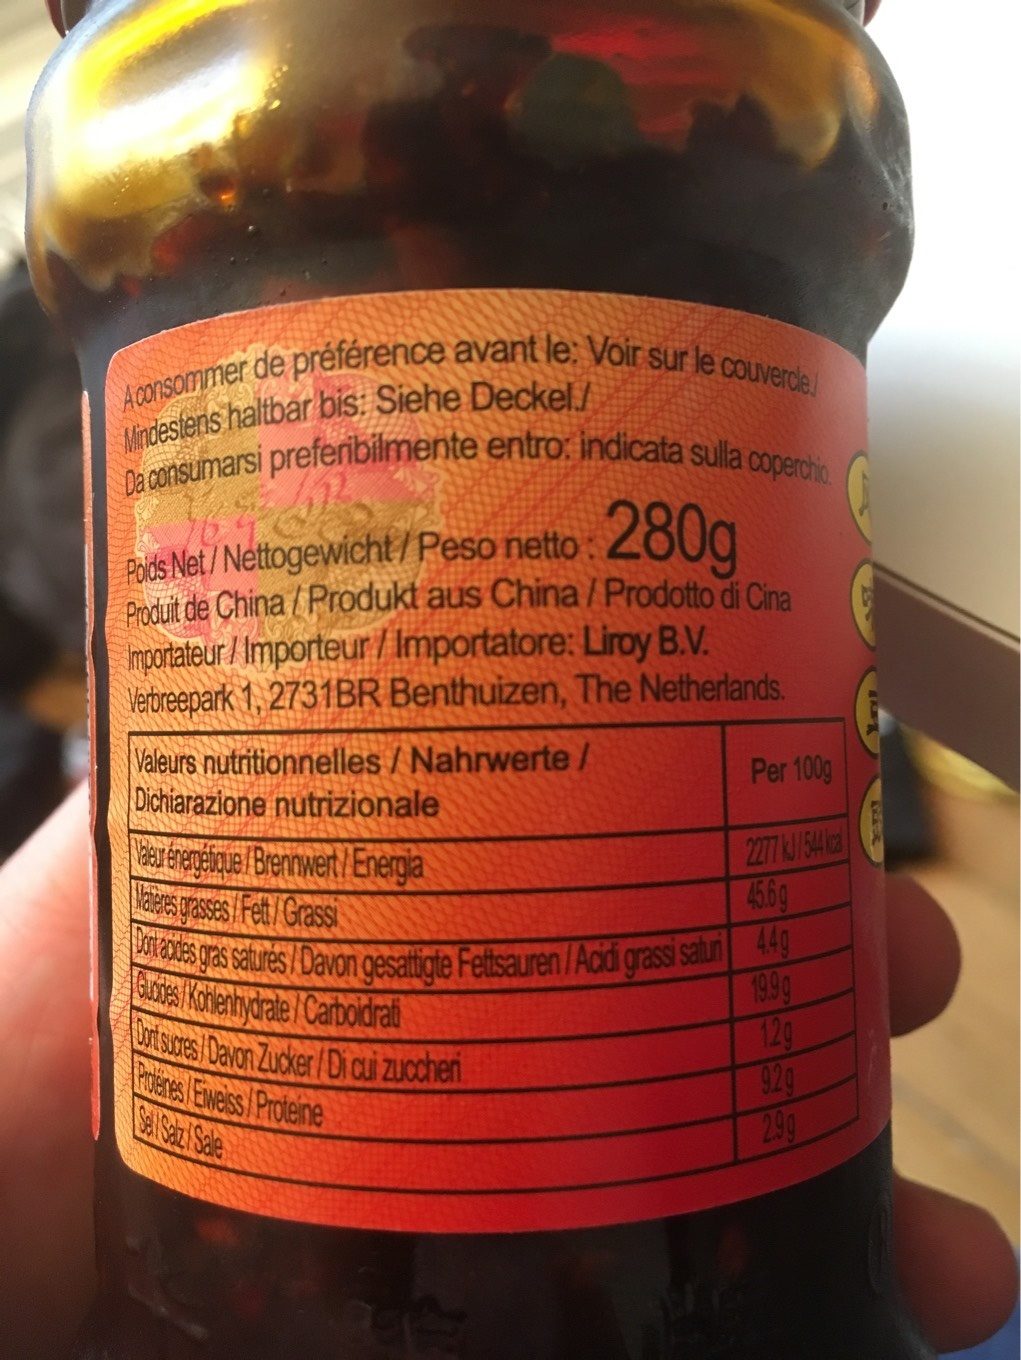 A consommer de préférence avant le: Voir sur le couvercle./
Mindestens haltbar bis: Siehe Deckel./
Da consumarsi preferibilmente entro: indicata sulla coperchio.
Poids Net / Nettogewicht / Peso netto : 280g
Produit de China / Produkt aus China / Prodotto di Cina
Importateur / Importeur / Importatore: Liroy B.V.
Verbreepark 1, 2731BR Benthuizen, The Netherlands.
Valeurs nutritionnelles / Nahrwerte /
Dichiarazione nutrizionale
Per 100g
Valeur énergétique / Brennwert / Energia 2277 kJ / 544 kcal
Matières grasses / Fett / Grassi 45.6 g
Dont acides gras saturés / Davon gesattigte Fettsauren / Acidi grassi saturi 4.4 g
Glucides / Kohlenhydrate / Carboidrati 19.9 g
Dont sucres / Davon Zucker / Di cui zuccheri 1.2 g
Protéines / Eiweiss / Proteine 9.2 g
Sel / Salz / Sale 2.9 g